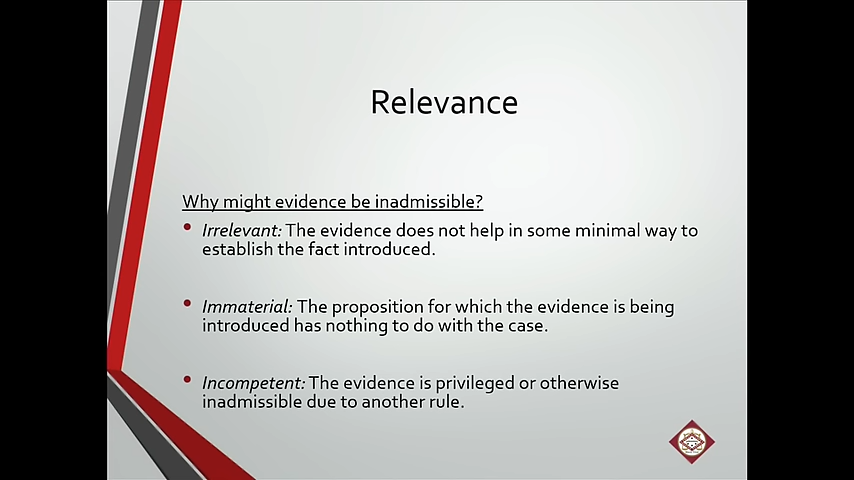 Relevance
Why might evidence be inadmissible?
• Irrelevant: The evidence does not help in some minimal way to
establish the fact introduced.
• Immaterial: The proposition for which the evidence is being
introduced has nothing to do with the case.
• Incompetent: The evidence is privileged or otherwise
inadmissible due to another rule.